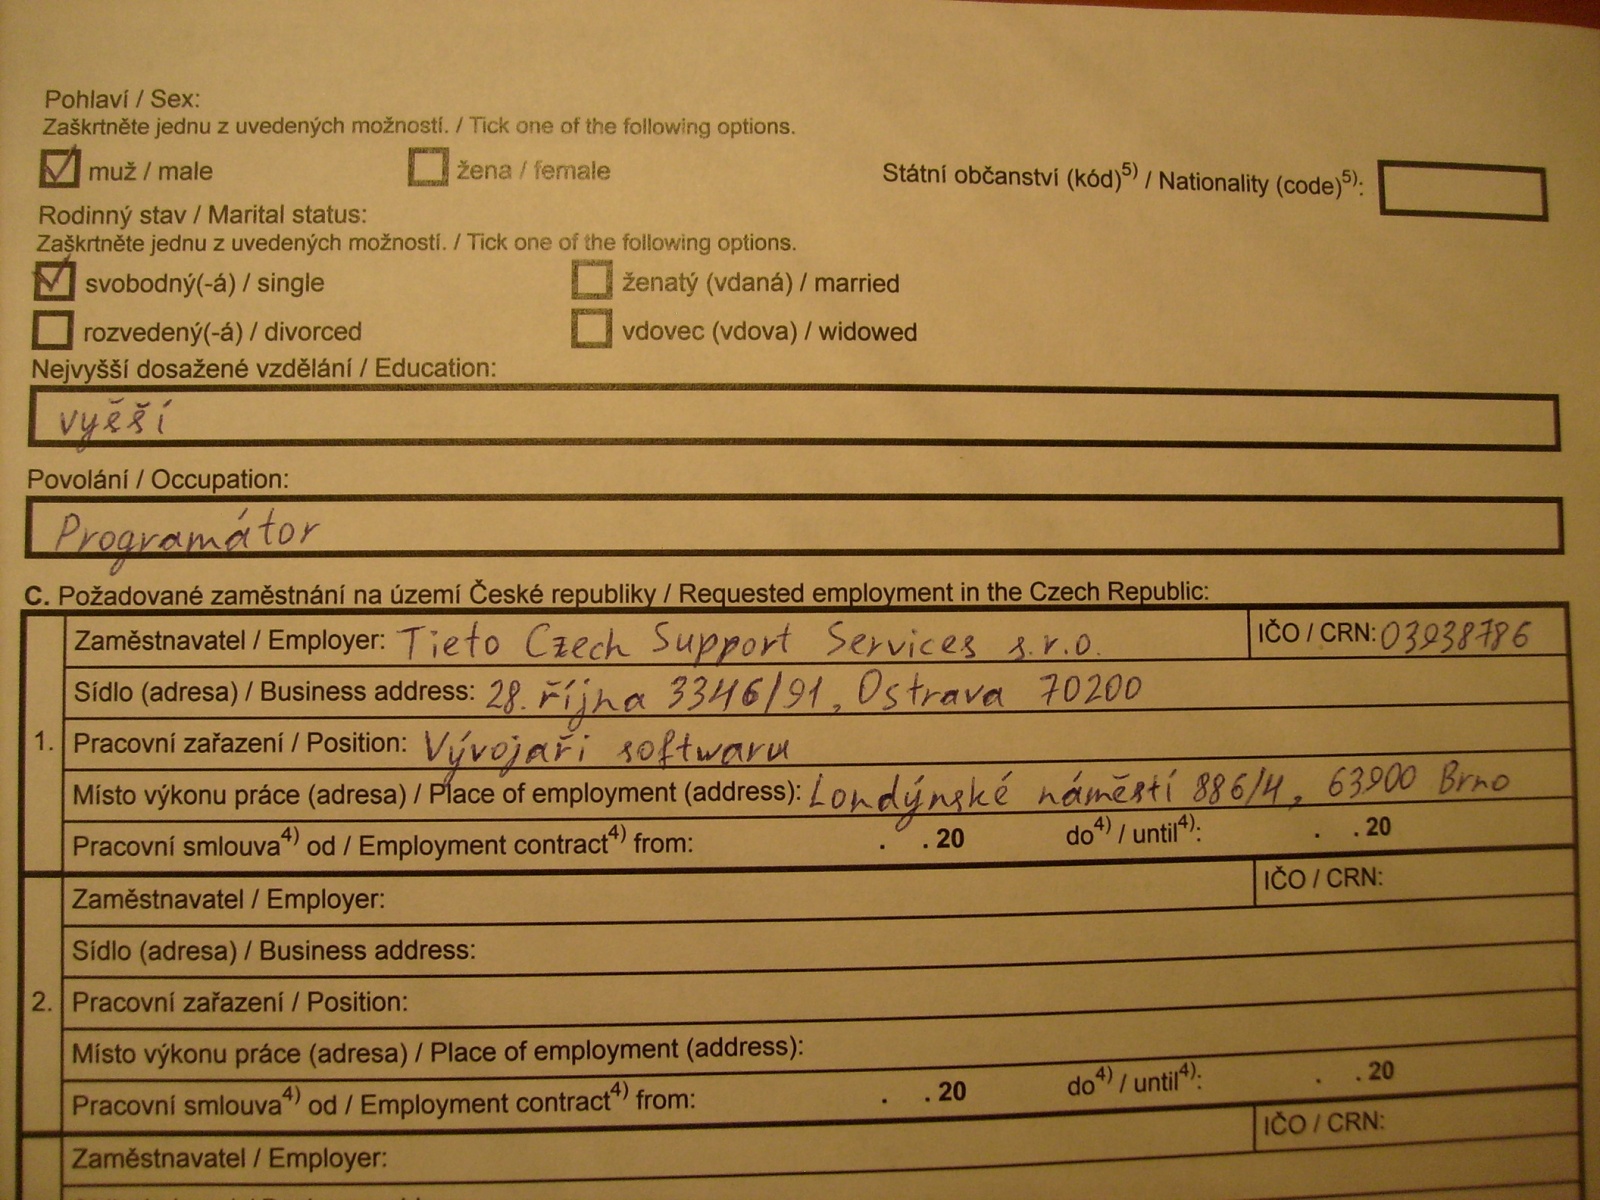 Pohlaví / Sex:
Zaškrtněte jednu z uvedených možností. / Tick one of the following options.
muž / male žena / female Státní občanství (kód)5) / Nationality (code)5):
Rodinný stav / Marital status:
Zaškrtněte jednu z uvedených možností. / Tick one of the following options.
svobodný(-á) / single ženatý (vdaná) / married
rozvedený(-á) / divorced vdovec (vdova) / widowed
Nejvyšší dosažené vzdělání / Education:
vyšší
Povolání / Occupation:
Programátor
C. Požadované zaměstnání na území České republiky / Requested employment in the Czech Republic:
Zaměstnavatel / Employer: Tieto Czech Support Services s.r.o. IČO / CRN: 03938786
Sídlo (adresa) / Business address: 28. října 3346/91, Ostrava 70200
1. Pracovní zařazení / Position: Vývojaři softwaru
Místo výkonu práce (adresa) / Place of employment (address): Londýnské náměstí 886/4, 63900 Brno
Pracovní smlouva4) od / Employment contract4) from: . . 20 do4) / until4): . . 20
Zaměstnavatel / Employer: IČO / CRN:
Sídlo (adresa) / Business address:
2. Pracovní zařazení / Position:
Místo výkonu práce (adresa) / Place of employment (address):
Pracovní smlouva4) od / Employment contract4) from: . . 20 do4) / until4): . . 20
Zaměstnavatel / Employer: IČO / CRN: